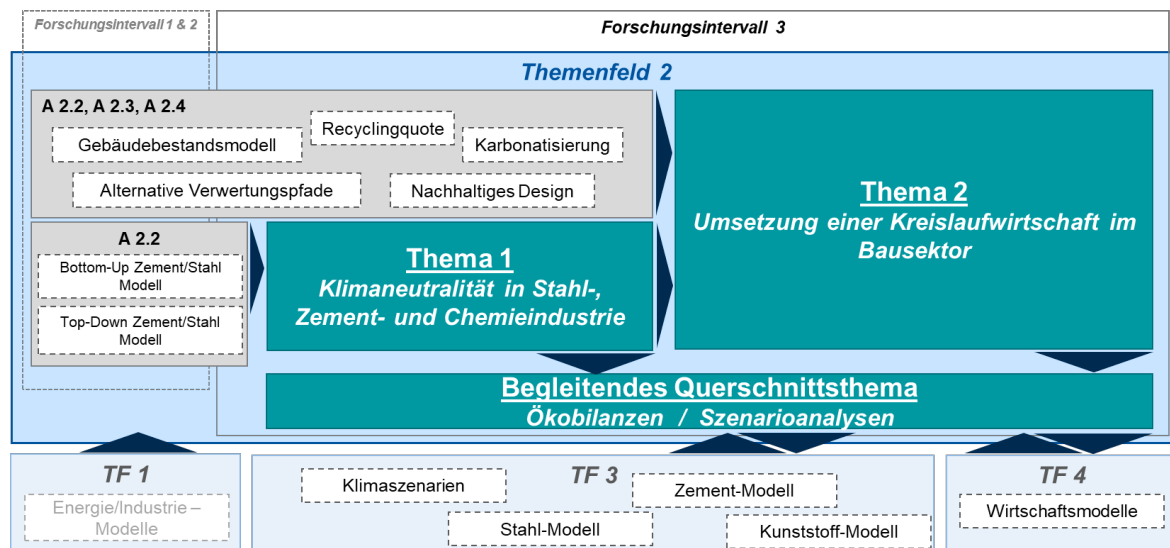 Forschungsintervall 1 & 2
Forschungsintervall 3
Themenfeld 2
A 2.2, A 2.3, A 2.4
Gebäudebestandsmodell
Recyclingquote
Karbonatisierung
Alternative Verwertungspfade
Nachhaltiges Design
A 2.2
Bottom-Up Zement/Stahl
Modell
Top-Down Zement/Stahl
Modell
Thema 1
Klimaneutralität in Stahl-,
Zement- und Chemieindustrie
Thema 2
Umsetzung einer Kreislaufwirtschaft im
Bausektor
Begleitendes Querschnittsthema
Ökobilanzen / Szenarioanalysen
TF 1
Energie/Industrie –
Modelle
TF 3
Klimaszenarien
Zement-Modell
Stahl-Modell
Kunststoff-Modell
TF 4
Wirtschaftsmodelle